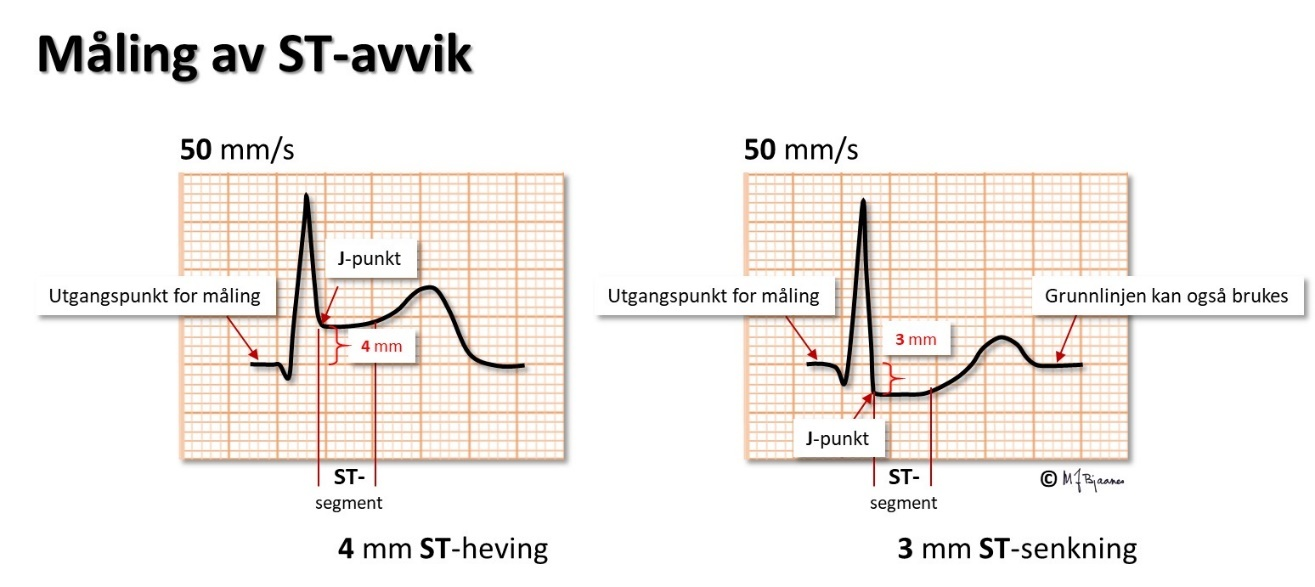 Måling av ST-avvik
50 mm/s
J-punkt
Utgangspunkt for måling
4 mm
ST-
segment
4 mm ST-heving
50 mm/s
Utgangspunkt for måling
Grunnlinjen kan også brukes
3 mm
J-punkt
ST-
segment
© MJBjaanes
3 mm ST-senkning